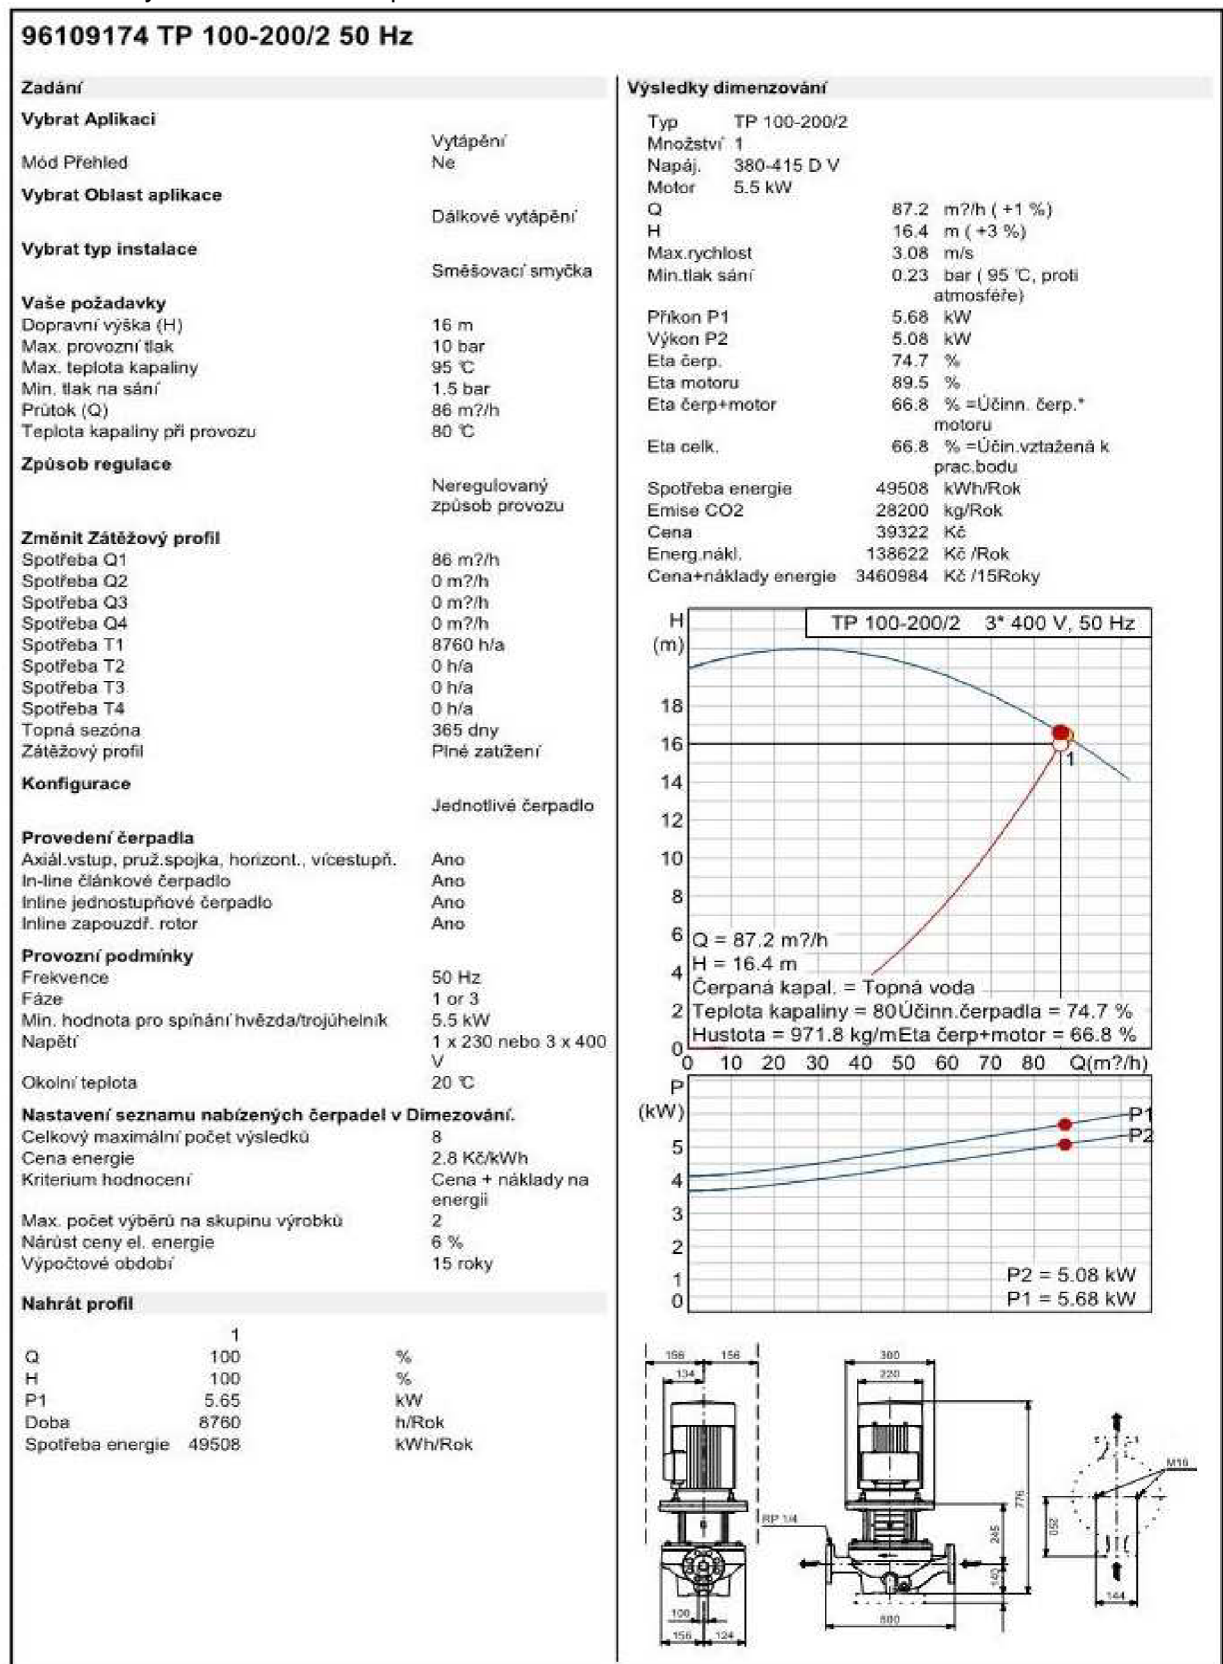 96109174 TP 100-200/2 50 Hz
Zadání
Vybrat Aplikaci
Vytápění
Mód Přehled Ne
Vybrat Oblast aplikace
Dálkové vytápění
Vybrat typ instalace
Směšovací smyčka
Vaše požadavky
Dopravní výška (H) 16 m
Max. provozní tlak 10 bar
Max. teplota kapaliny 95 °C
Min. tlak na sání 1.5 bar
Průtok (Q) 86 m?/h
Teplota kapaliny při provozu 80 °C
Způsob regulace
Neregulovaný
způsob provozu
Změnit Zátěžový profil
Spotřeba Q1 86 m?/h
Spotřeba Q2 0 m?/h
Spotřeba Q3 0 m?/h
Spotřeba Q4 0 m?/h
Spotřeba T1 8760 h/a
Spotřeba T2 0 h/a
Spotřeba T3 0 h/a
Spotřeba T4 0 h/a
Topná sezóna 365 dny
Zátěžový profil Plné zatížení
Konfigurace
Jednotlivé čerpadlo
Provedení čerpadla
Axiál.vstup, pruž.spojka, horizont., vícestupň. Ano
In-line článkové čerpadlo Ano
Inline jednostupňové čerpadlo Ano
Inline zapouzdř. rotor Ano
Provozní podmínky
Frekvence 50 Hz
Fáze 1 or 3
Min. hodnota pro spínání hvězda/trojúhelník 5.5 kW
Napětí 1 x 230 nebo 3 x 400
V
Okolní teplota 20 °C
Nastavení seznamu nabízených čerpadel v Dimezování.
Celkový maximální počet výsledků 8
Cena energie 2.8 Kč/kWh
Kriterium hodnocení Cena + náklady na
energii
Max. počet výběrů na skupinu výrobků 2
Nárůst ceny el. energie 6 %
Výpočtové období 15 roky
Nahrát profil
1
Q 100 %
H 100 %
P1 5.65 kW
Doba 8760 h/Rok
Spotřeba energie 49508 kWh/Rok
Výsledky dimenzování
Typ TP 100-200/2
Množství 1
Napáj. 380-415 D V
Motor 5.5 kW
Q 87.2 m?/h ( +1 %)
H 16.4 m ( +3 %)
Max.rychlost 3.08 m/s
Min.tlak sání 0.23 bar ( 95 °C, proti
atmosféře)
Příkon P1 5.68 kW
Výkon P2 5.08 kW
Eta čerp. 74.7 %
Eta motoru 89.5 %
Eta čerp+motor 66.8 % =Účinn. čerp.*
motoru
Eta celk. 66.8 % =Účin.vztažená k
prac.bodu
Spotřeba energie 49508 kWh/Rok
Emise CO2 28200 kg/Rok
Cena 39322 Kč
Energ.nákl. 138622 Kč /Rok
Cena+náklady energie 3460984 Kč /15Roky
H
(m)
TP 100-200/2 3* 400 V, 50 Hz
18
16
1
14
12
10
8
6
Q = 87.2 m?/h
H = 16.4 m
4
Čerpaná kapal. = Topná voda
2
Teplota kapaliny = 80Účinn.čerpadla = 74.7 %
Hustota = 971.8 kg/mEta čerp+motor = 66.8 %
0
0 10 20 30 40 50 60 70 80 Q(m?/h)
P
(kW)
P1
P2
5
4
3
2
1
0
P2 = 5.08 kW
P1 = 5.68 kW
156 156
134
100
156 124
300
220
RP 1/4
776
245
140
800
M16
350
144